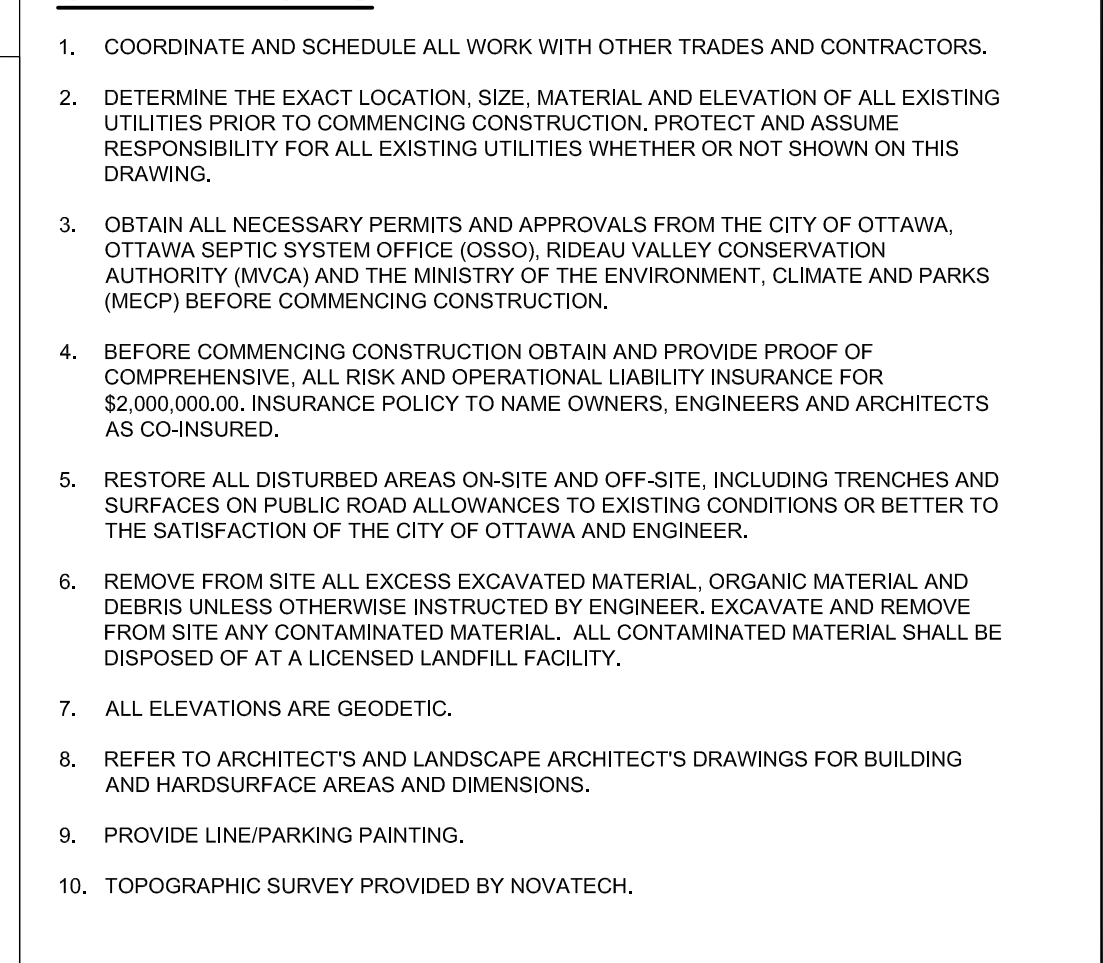 1. COORDINATE AND SCHEDULE ALL WORK WITH OTHER TRADES AND CONTRACTORS.
2. DETERMINE THE EXACT LOCATION, SIZE, MATERIAL AND ELEVATION OF ALL EXISTING
UTILITIES PRIOR TO COMMENCING CONSTRUCTION. PROTECT AND ASSUME
RESPONSIBILITY FOR ALL EXISTING UTILITIES WHETHER OR NOT SHOWN ON THIS
DRAWING.
3. OBTAIN ALL NECESSARY PERMITS AND APPROVALS FROM THE CITY OF OTTAWA,
OTTAWA SEPTIC SYSTEM OFFICE (OSSO), RIDEAU VALLEY CONSERVATION
AUTHORITY (MVCA) AND THE MINISTRY OF THE ENVIRONMENT, CLIMATE AND PARKS
(MECP) BEFORE COMMENCING CONSTRUCTION.
4. BEFORE COMMENCING CONSTRUCTION OBTAIN AND PROVIDE PROOF OF
COMPREHENSIVE, ALL RISK AND OPERATIONAL LIABILITY INSURANCE FOR
$2,000,000.00. INSURANCE POLICY TO NAME OWNERS, ENGINEERS AND ARCHITECTS
AS CO-INSURED.
5. RESTORE ALL DISTURBED AREAS ON-SITE AND OFF-SITE, INCLUDING TRENCHES AND
SURFACES ON PUBLIC ROAD ALLOWANCES TO EXISTING CONDITIONS OR BETTER TO
THE SATISFACTION OF THE CITY OF OTTAWA AND ENGINEER.
6. REMOVE FROM SITE ALL EXCESS EXCAVATED MATERIAL, ORGANIC MATERIAL AND
DEBRIS UNLESS OTHERWISE INSTRUCTED BY ENGINEER. EXCAVATE AND REMOVE
FROM SITE ANY CONTAMINATED MATERIAL. ALL CONTAMINATED MATERIAL SHALL BE
DISPOSED OF AT A LICENSED LANDFILL FACILITY.
7. ALL ELEVATIONS ARE GEODETIC.
8. REFER TO ARCHITECT'S AND LANDSCAPE ARCHITECT'S DRAWINGS FOR BUILDING
AND HARDSURFACE AREAS AND DIMENSIONS.
9. PROVIDE LINE/PARKING PAINTING.
10. TOPOGRAPHIC SURVEY PROVIDED BY NOVATECH.